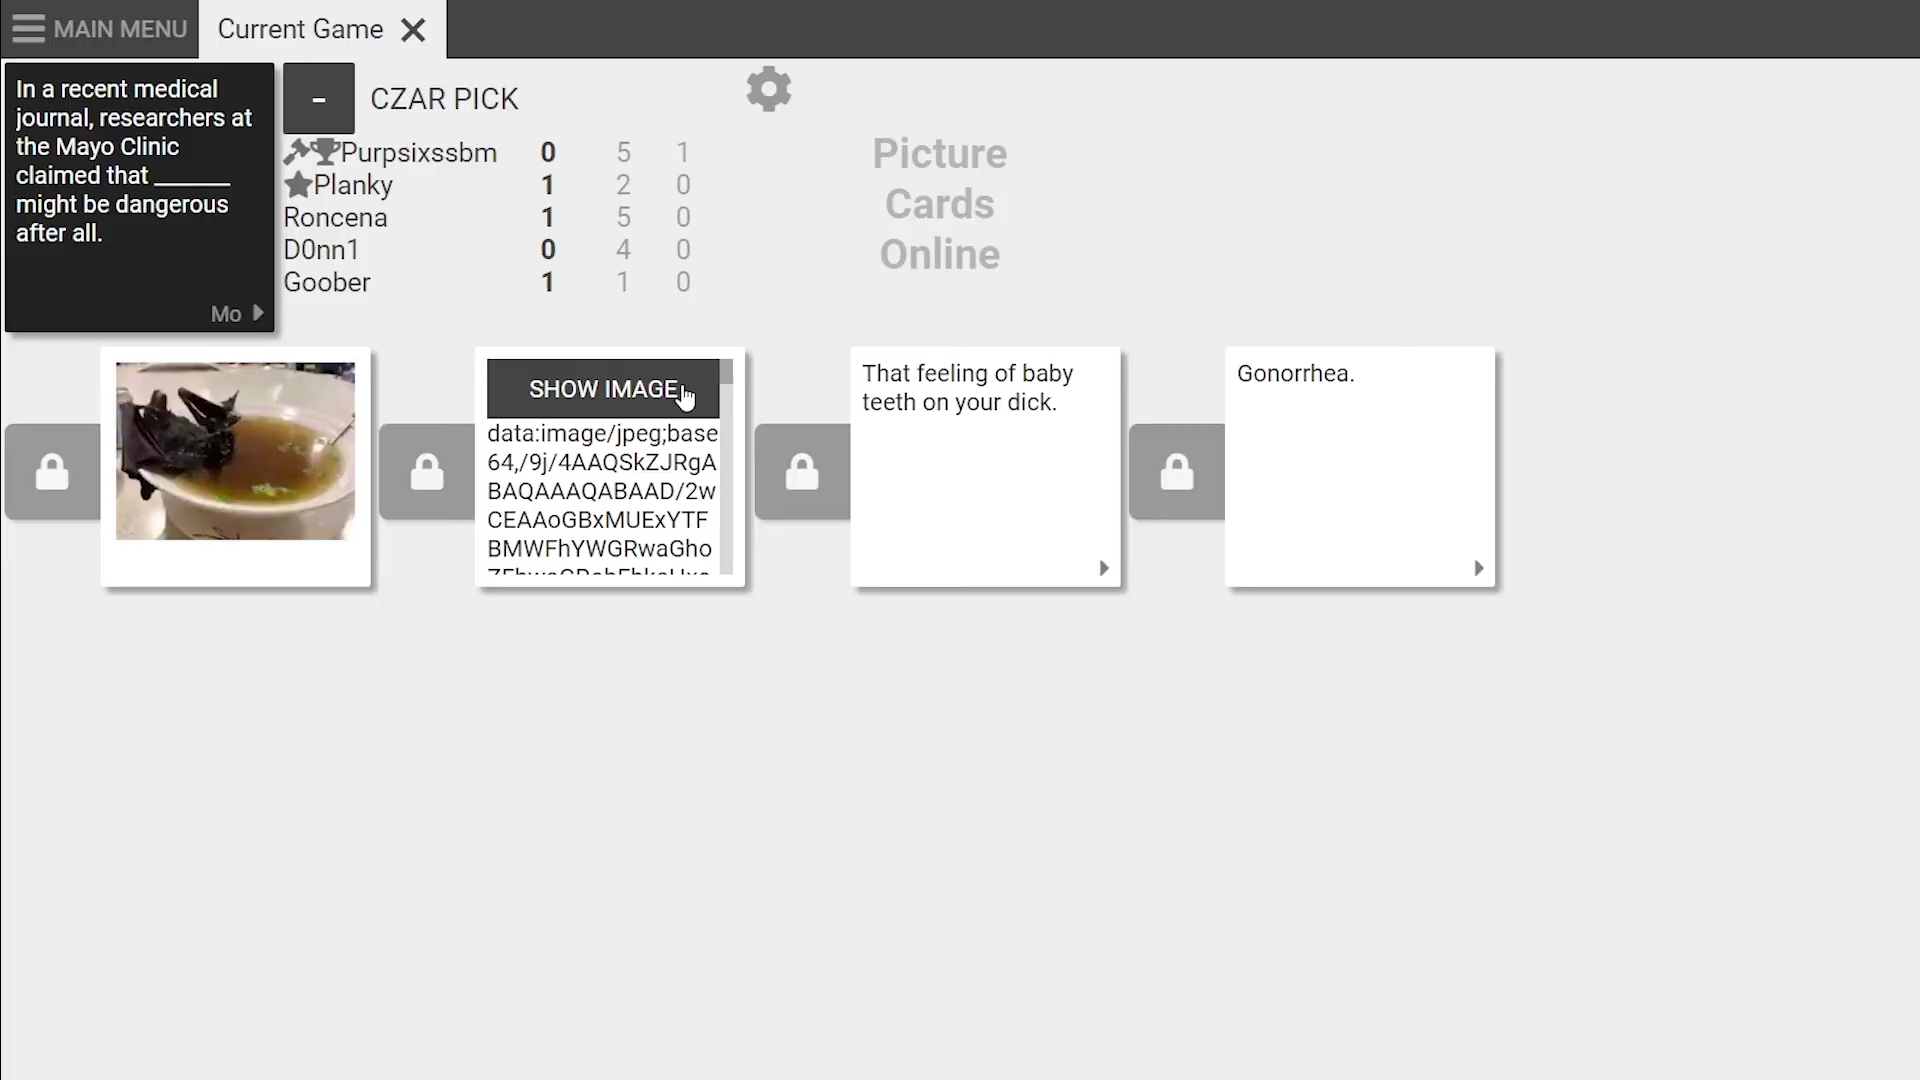 MAIN MENU
Current Game
In a recent medical
journal, researchers at
the Mayo Clinic
claimed that _______
might be dangerous
after all.
Mo
-
CZAR PICK
Purpsixssbm 0 5 1
Planky 1 2 0
Roncena 1 5 0
D0nn1 0 4 0
Goober 1 1 0
Picture
Cards
Online
SHOW IMAGE
data:image/jpeg;base
64,/9j/4AAQSkZJRgA
BAQAAAQABAAD/2w
CEAAoGBxMUExYTF
BMWFhYWGRwaGho
That feeling of baby
teeth on your dick.
Gonorrhea.